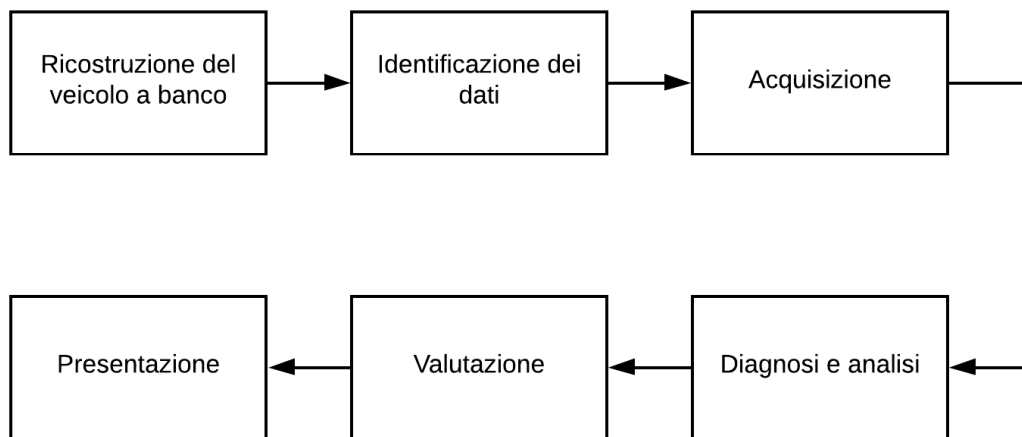 Ricostruzione del
veicolo a banco
Identificazione dei
dati
Acquisizione
Presentazione
Valutazione
Diagnosi e analisi